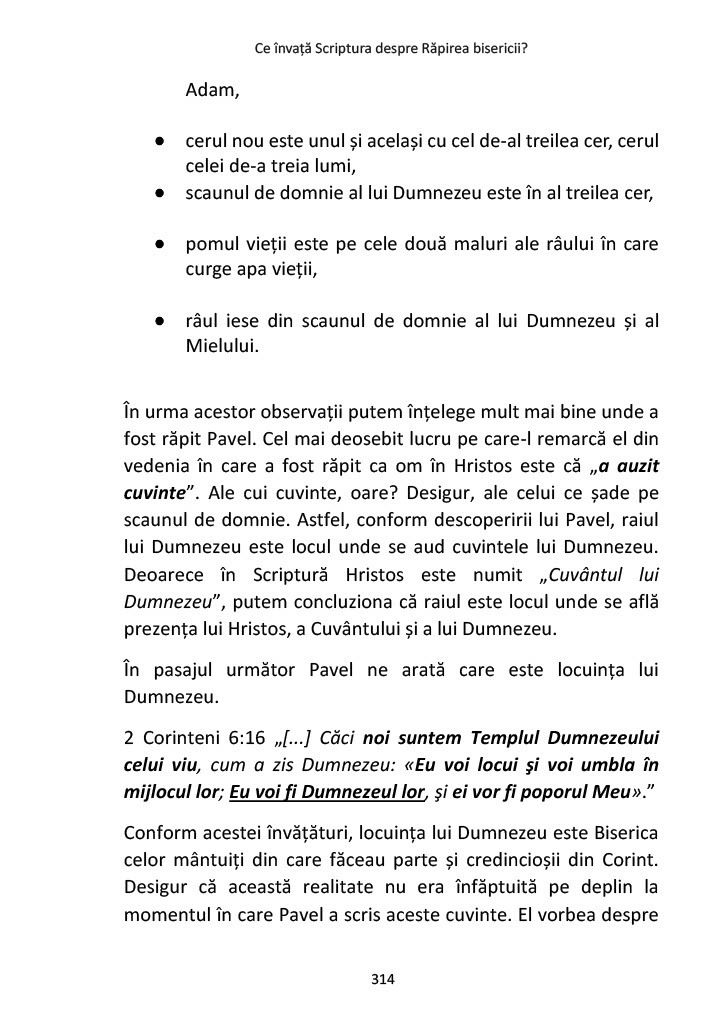 Ce învață Scriptura despre Răpirea bisericii?
Adam,
● cerul nou este unul și același cu cel de-al treilea cer, cerul
celei de-a treia lumi,
● scaunul de domnie al lui Dumnezeu este în al treilea cer,
● pomul vieții este pe cele două maluri ale râului în care
curge apa vieții,
● râul iese din scaunul de domnie al lui Dumnezeu și al
Mielului.
În urma acestor observații putem înțelege mult mai bine unde a
fost răpit Pavel. Cel mai deosebit lucru pe care-l remarcă el din
vedenia în care a fost răpit ca om în Hristos este că „a auzit
cuvinte”. Ale cui cuvinte, oare? Desigur, ale celui ce șade pe
scaunul de domnie. Astfel, conform descoperirii lui Pavel, raiul
lui Dumnezeu este locul unde se aud cuvintele lui Dumnezeu.
Deoarece în Scriptură Hristos este numit „Cuvântul lui
Dumnezeu”, putem concluziona că raiul este locul unde se află
prezența lui Hristos, a Cuvântului și a lui Dumnezeu.
În pasajul următor Pavel ne arată care este locuința lui
Dumnezeu.
2 Corinteni 6:16 „[...] Căci noi suntem Templul Dumnezeului
celui viu, cum a zis Dumnezeu: «Eu voi locui şi voi umbla în
mijlocul lor; Eu voi fi Dumnezeul lor, şi ei vor fi poporul Meu».”
Conform acestei învățături, locuința lui Dumnezeu este Biserica
celor mântuiți din care făceau parte și credincioșii din Corint.
Desigur că această realitate nu era înfăptuită pe deplin la
momentul în care Pavel a scris aceste cuvinte. El vorbea despre
314